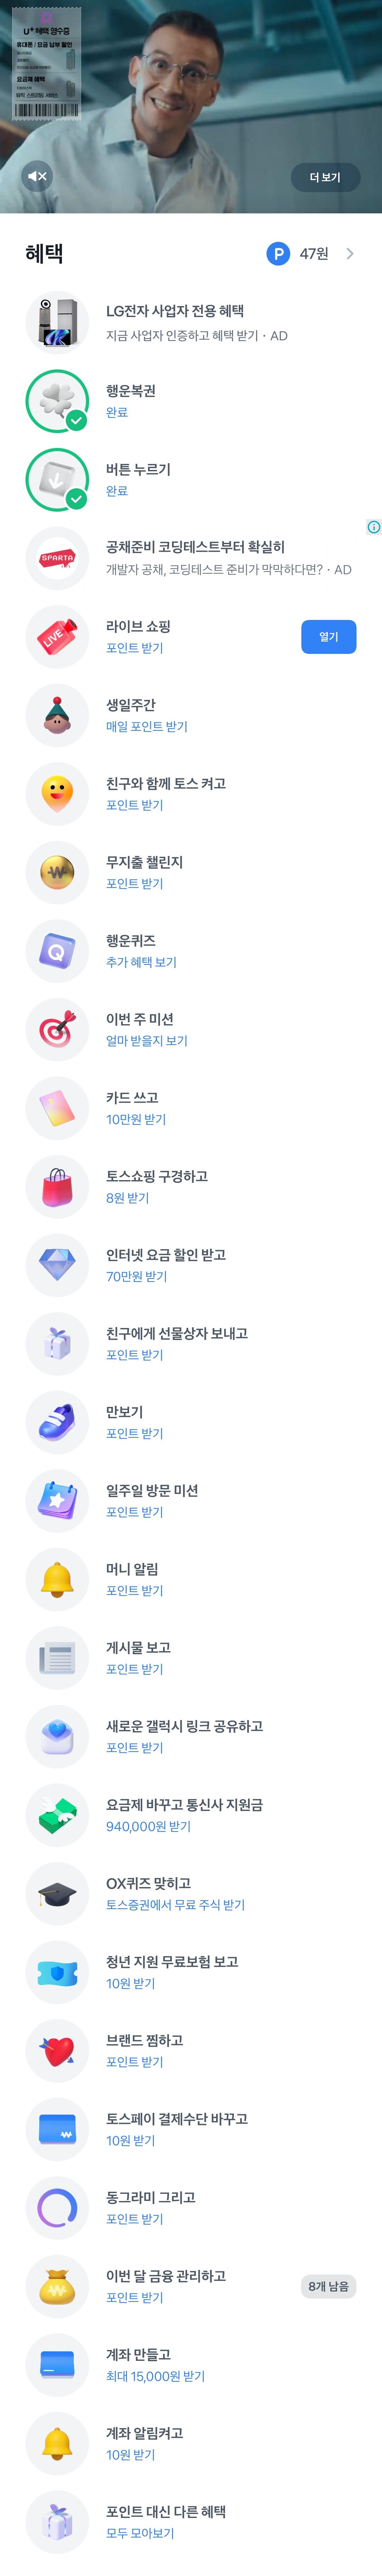 U+ 혜택 영수증
휴대폰 / 요금 납부 할인
요금제 혜택
뮤직 스트리밍 서비스
더 보기
혜택
P 47원
LG전자 사업자 전용 혜택
지금 사업자 인증하고 혜택 받기・AD
행운복권
완료
버튼 누르기
완료
SPARTA
공채준비 코딩테스트부터 확실히
개발자 공채, 코딩테스트 준비가 막막하다면?・AD
LIVE
라이브 쇼핑
포인트 받기
열기
생일주간
매일 포인트 받기
친구와 함께 토스 켜고
포인트 받기
무지출 챌린지
포인트 받기
Q
행운퀴즈
추가 혜택 보기
이번 주 미션
얼마 받을지 보기
카드 쓰고
10만원 받기
토스쇼핑 구경하고
8원 받기
인터넷 요금 할인 받고
70만원 받기
친구에게 선물상자 보내고
포인트 받기
만보기
포인트 받기
일주일 방문 미션
포인트 받기
머니 알림
포인트 받기
게시물 보고
포인트 받기
새로운 갤럭시 링크 공유하고
포인트 받기
요금제 바꾸고 통신사 지원금
940,000원 받기
OX퀴즈 맞히고
토스증권에서 무료 주식 받기
청년 지원 무료보험 보고
10원 받기
브랜드 찜하고
포인트 받기
토스페이 결제수단 바꾸고
10원 받기
동그라미 그리고
포인트 받기
이번 달 금융 관리하고
포인트 받기
8개 남음
계좌 만들고
최대 15,000원 받기
계좌 알림켜고
10원 받기
포인트 대신 다른 혜택
모두 모아보기